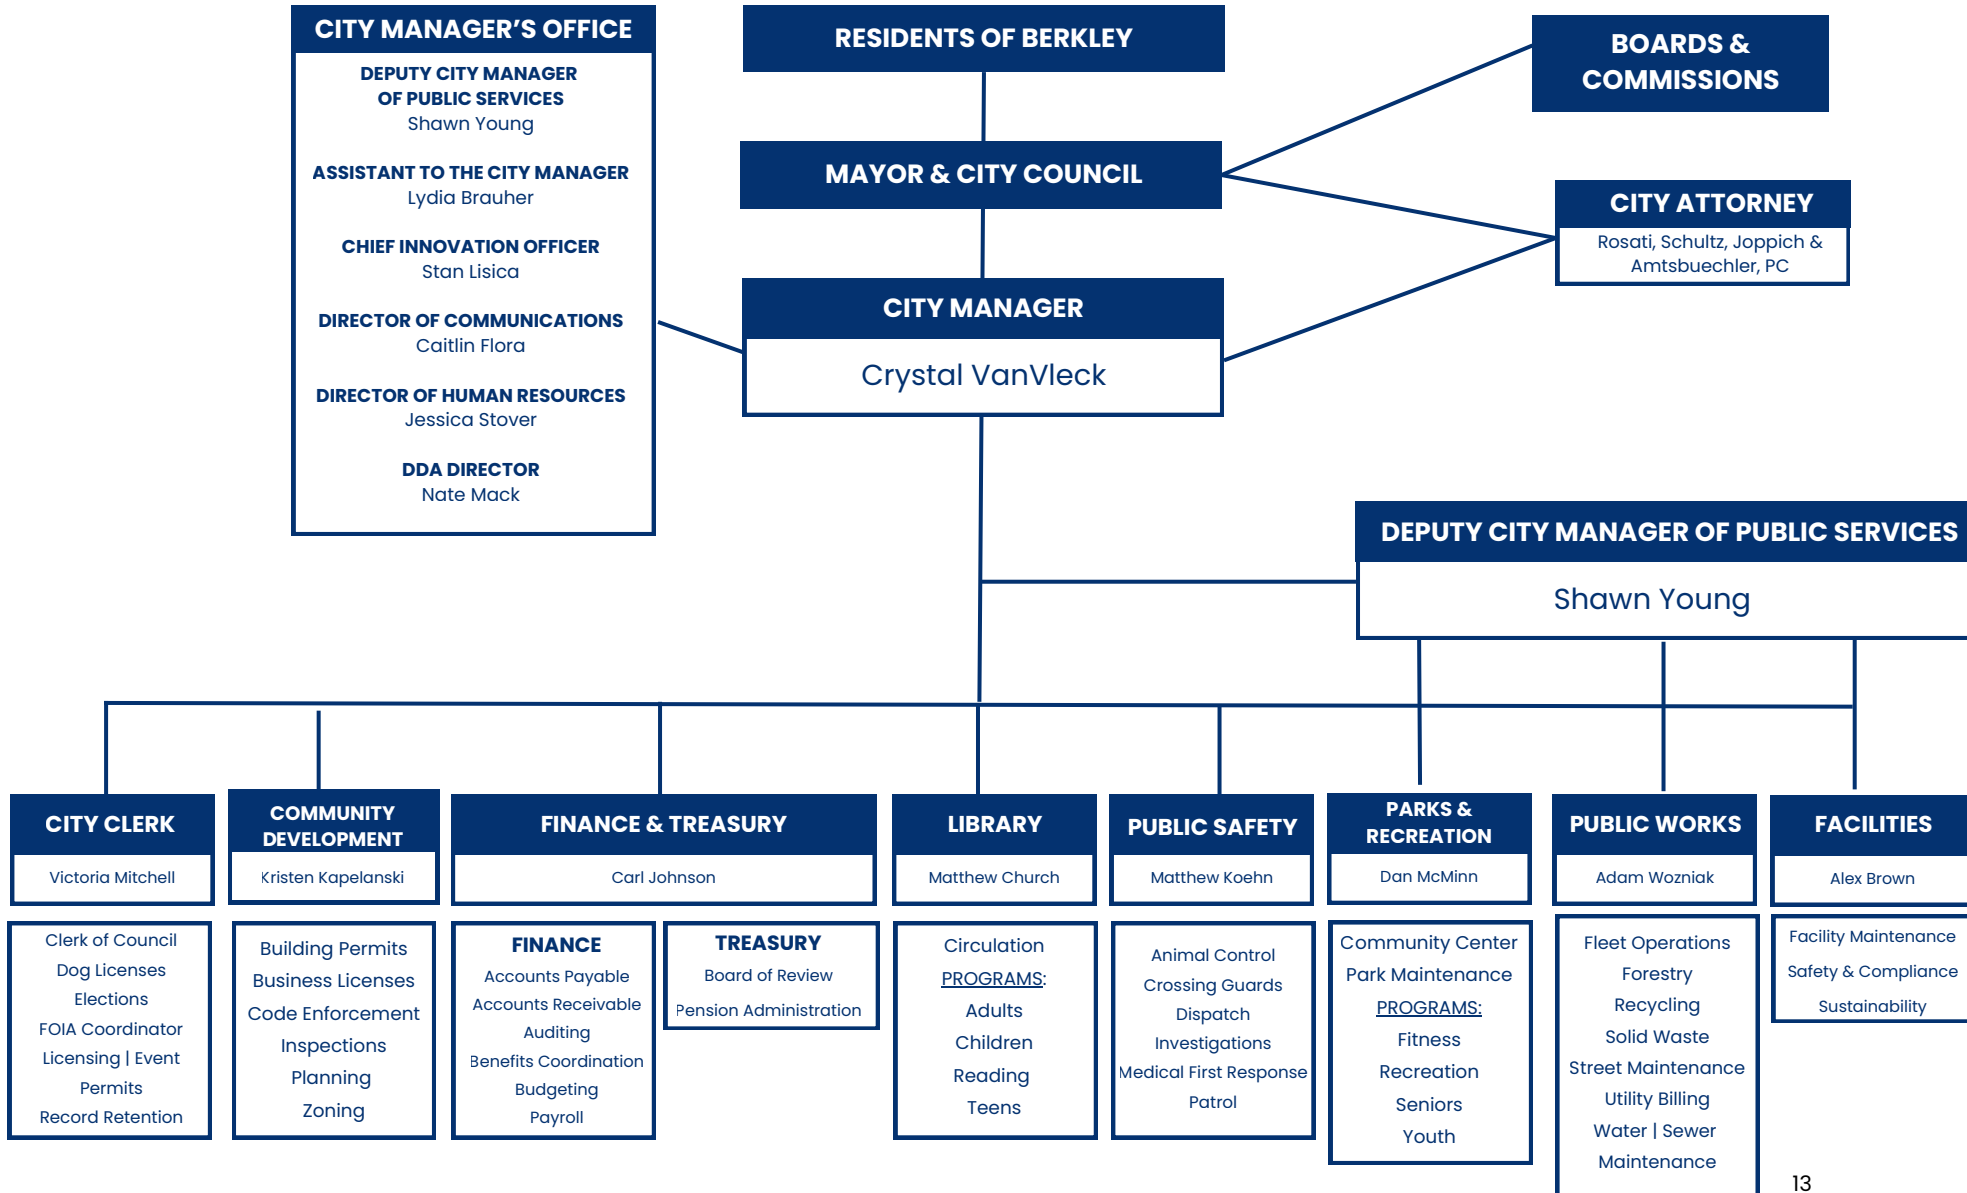 CITY MANAGER'S OFFICE
DEPUTY CITY MANAGER
OF PUBLIC SERVICES
Shawn Young
ASSISTANT TO THE CITY MANAGER
Lydia Brauher
CHIEF INNOVATION OFFICER
Stan Lisica
DIRECTOR OF COMMUNICATIONS
Caitlin Flora
DIRECTOR OF HUMAN RESOURCES
Jessica Stover
DDA DIRECTOR
Nate Mack
RESIDENTS OF BERKLEY
MAYOR & CITY COUNCIL
CITY MANAGER
Crystal VanVleck
BOARDS &
COMMISSIONS
CITY ATTORNEY
Rosati, Schultz, Joppich &
Amtsbuechler, PC
DEPUTY CITY MANAGER OF PUBLIC SERVICES
Shawn Young
CITY CLERK
Victoria Mitchell
Clerk of Council
Dog Licenses
Elections
FOIA Coordinator
Licensing | Event
Permits
Record Retention
COMMUNITY
DEVELOPMENT
Kristen Kapelanski
Building Permits
Business Licenses
Code Enforcement
Inspections
Planning
Zoning
FINANCE & TREASURY
Carl Johnson
FINANCE
Accounts Payable
Accounts Receivable
Auditing
Benefits Coordination
Budgeting
Payroll
TREASURY
Board of Review
Pension Administration
LIBRARY
Matthew Church
Circulation
PROGRAMS:
Adults
Children
Reading
Teens
PUBLIC SAFETY
Matthew Koehn
Animal Control
Crossing Guards
Dispatch
Investigations
Medical First Response
Patrol
PARKS &
RECREATION
Dan McMinn
Community Center
Park Maintenance
PROGRAMS:
Fitness
Recreation
Seniors
Youth
PUBLIC WORKS
Adam Wozniak
Fleet Operations
Forestry
Recycling
Solid Waste
Street Maintenance
Utility Billing
Water | Sewer
Maintenance
FACILITIES
Alex Brown
Facility Maintenance
Safety & Compliance
Sustainability
13